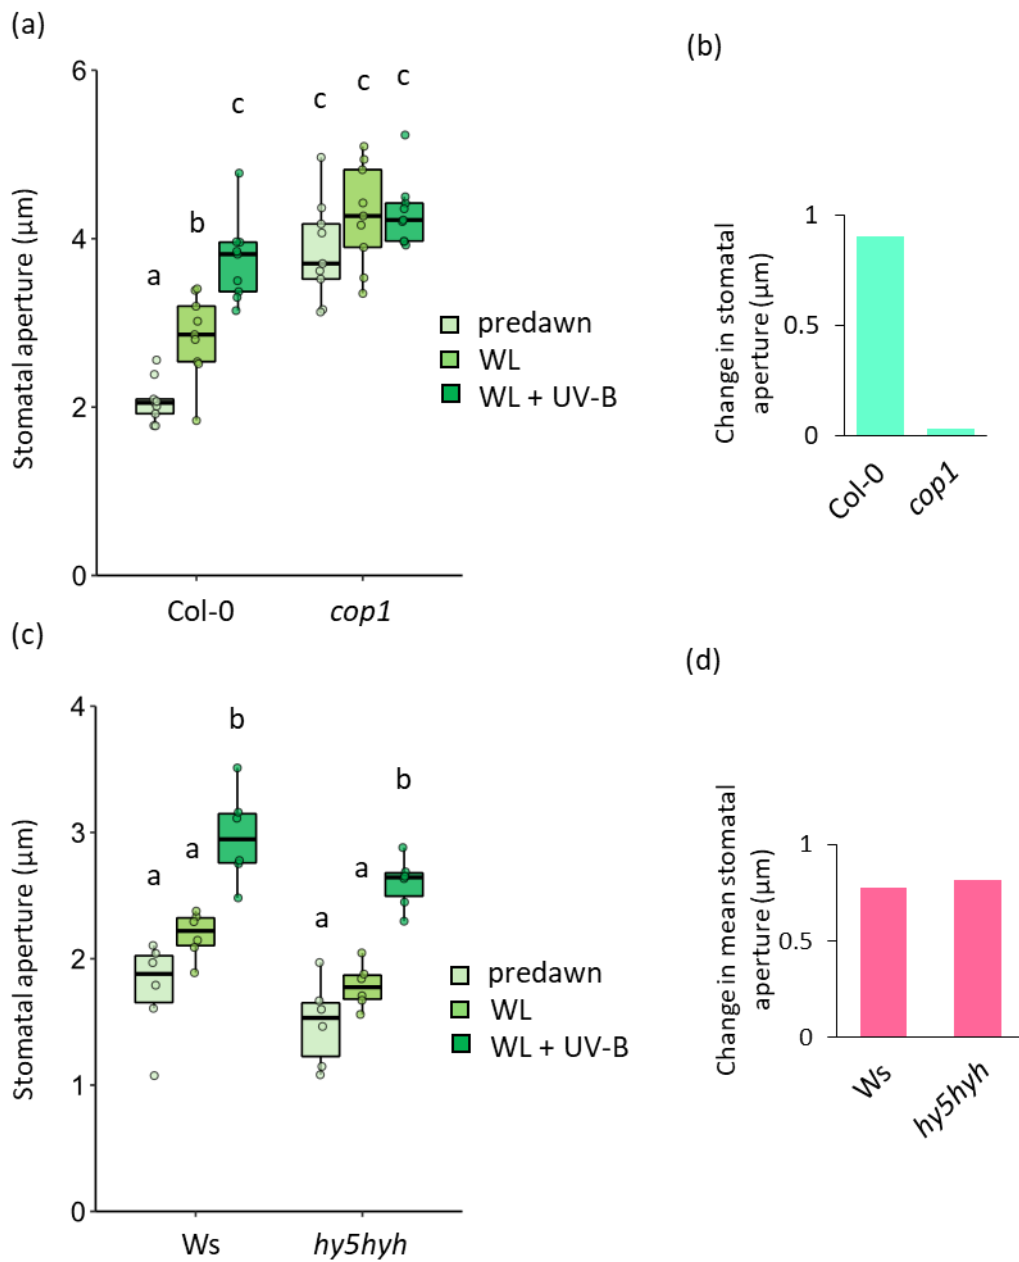 (a)
6
4
2
0
Stomatal aperture (μm)
a
b
c
c
c
c
predawn
WL
WL + UV-B
Col-0
cop1
(b)
1
0.5
0
Change in stomatal
aperture (μm)
Col-0
cop1
(c)
4
3
2
1
0
Stomatal aperture (μm)
a
a
b
a
a
b
predawn
WL
WL + UV-B
Ws
hy5hyh
(d)
1
0.5
0
Change in mean stomatal
aperture (μm)
Ws
hy5hyh